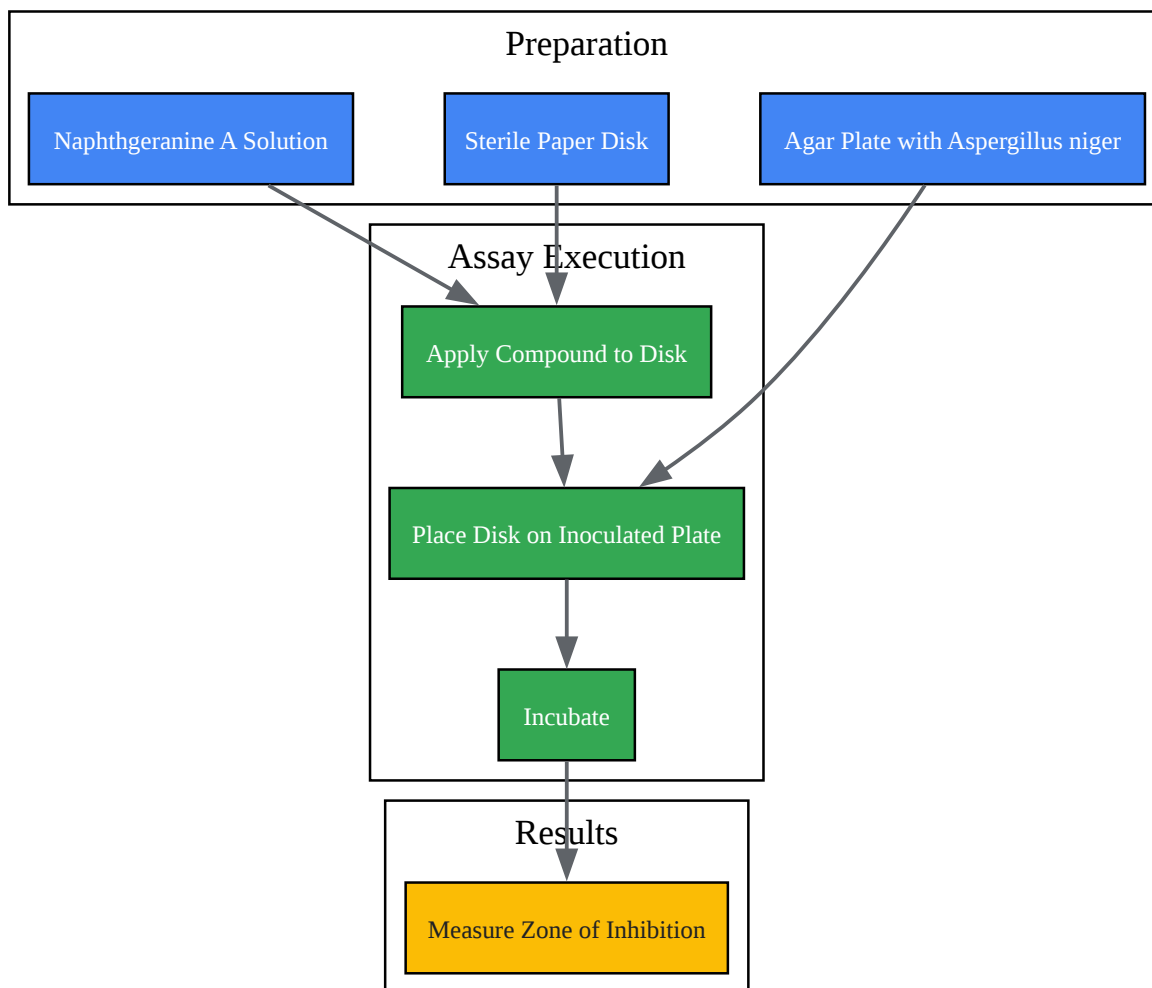 Preparation
Naphthgeranine A Solution
Sterile Paper Disk
Agar Plate with Aspergillus niger
Assay Execution
Apply Compound to Disk
Place Disk on Inoculated Plate
Incubate
Results
Measure Zone of Inhibition